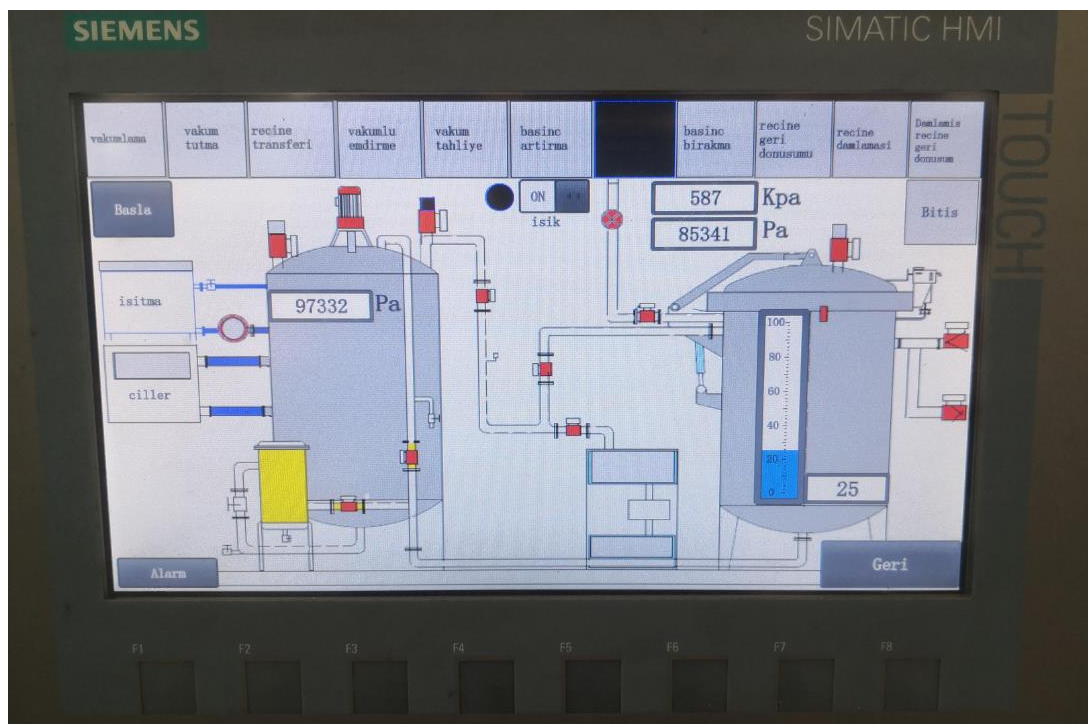 SIEMENS
SIMATIC HMI
TOUCH
vakumlama
vakum
tutma
recine
transferi
vakumlu
emdirme
vakum
tahliye
basinc
artirma
basinc
birakma
recine
geri
donusumu
recine
damlamasi
Damlamis
recine
geri
donusum
Basla
ON
isik
587 Kpa
85341 Pa
Bitis
isitma
97332 Pa
ciller
100
80
60
40
20
0
25
Alarm
Geri
F1 F2 F3 F4 F5 F6 F7 F8